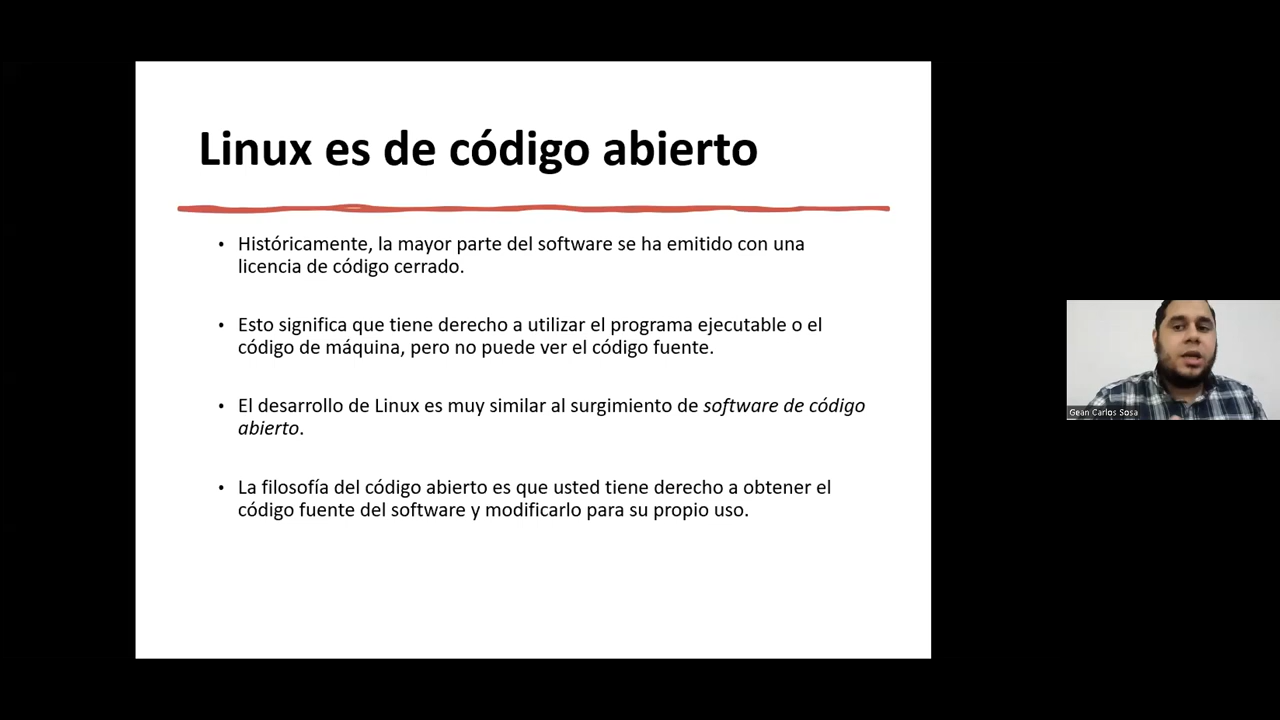 Linux es de código abierto
• Históricamente, la mayor parte del software se ha emitido con una
licencia de código cerrado.
• Esto significa que tiene derecho a utilizar el programa ejecutable o el
código de máquina, pero no puede ver el código fuente.
• El desarrollo de Linux es muy similar al surgimiento de software de código
abierto.
• La filosofía del código abierto es que usted tiene derecho a obtener el
código fuente del software y modificarlo para su propio uso.
Gean Carlos Sosa